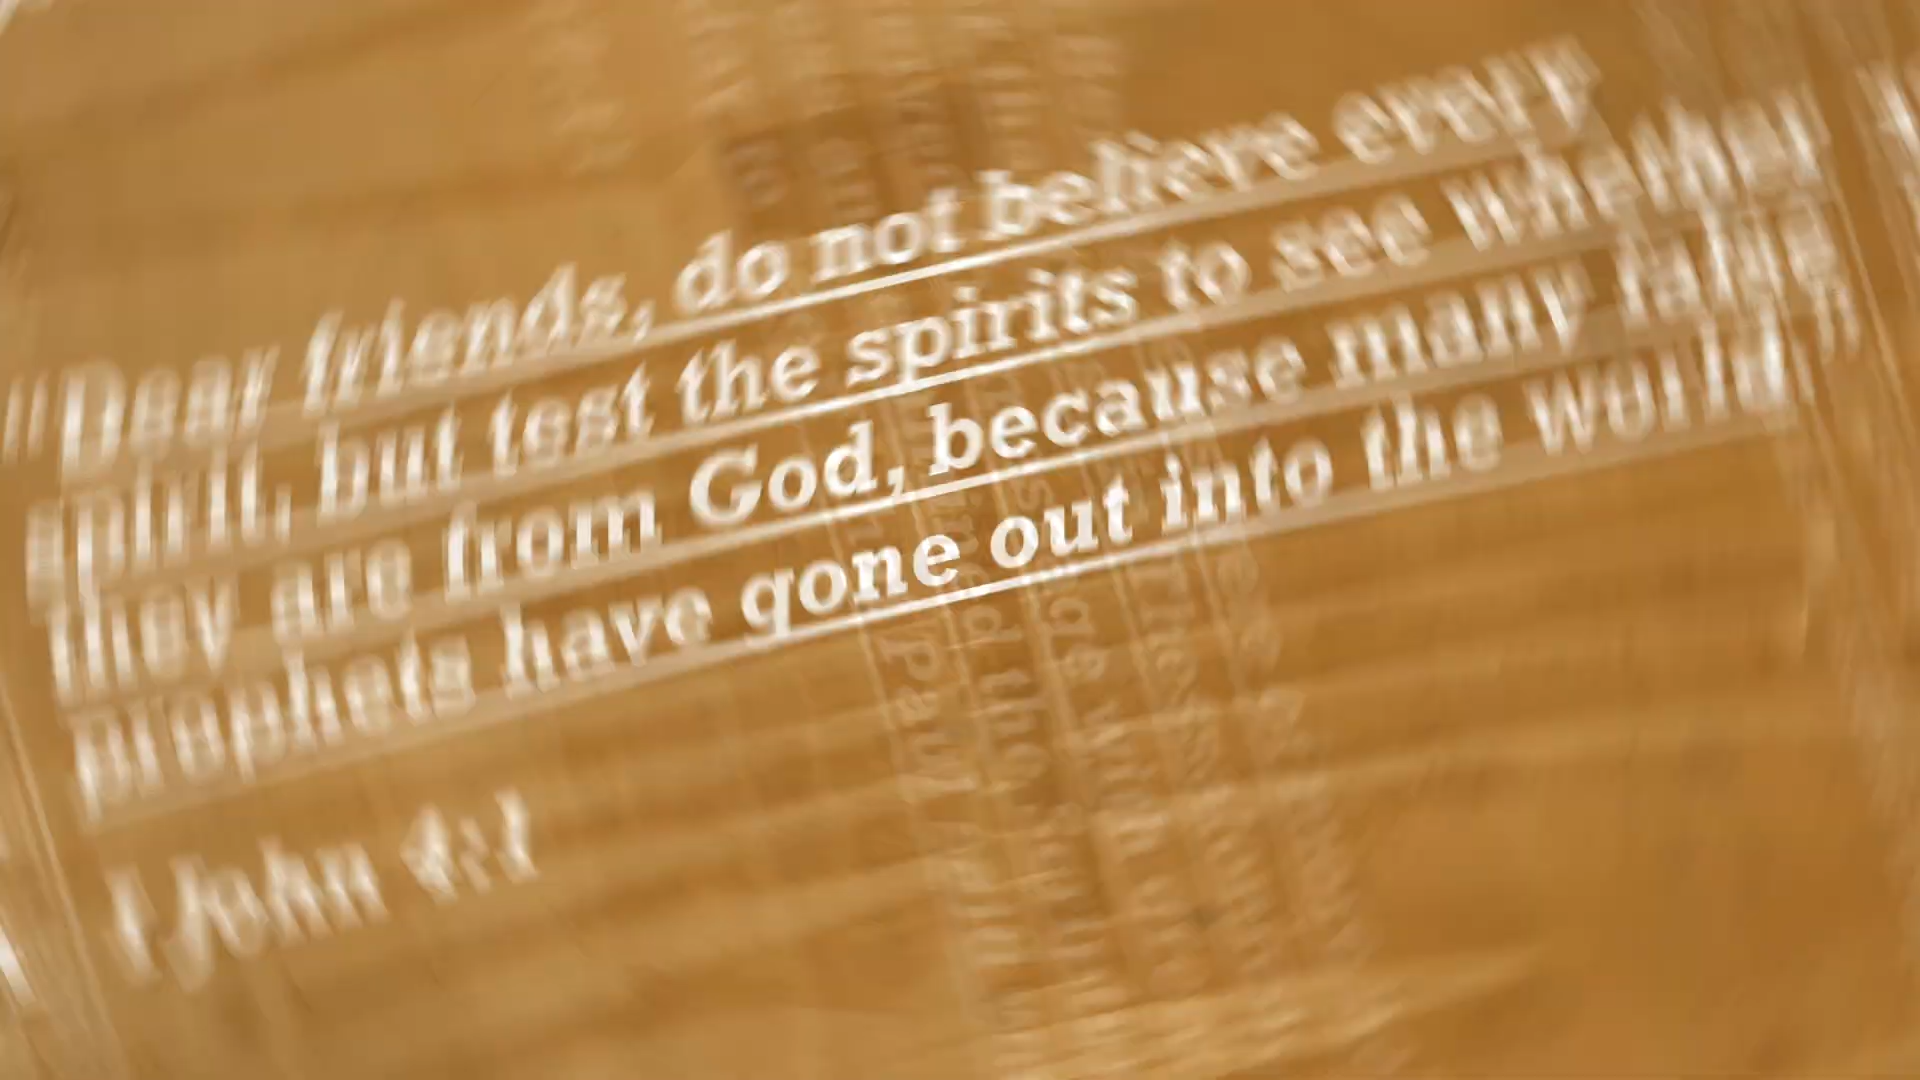 "Dear friends, do not believe every
spirit, but test the spirits to see whether
they are from God, because many false
prophets have gone out into the world."
1 John 4:1